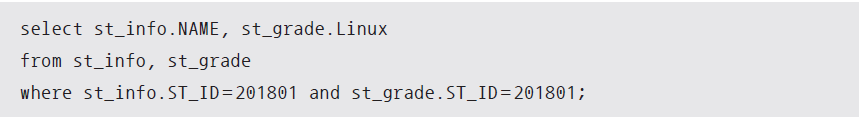 select st_info.NAME, st_grade.Linux
from st_info, st_grade
where st_info.ST_ID=201801 and st_grade.ST_ID=201801;